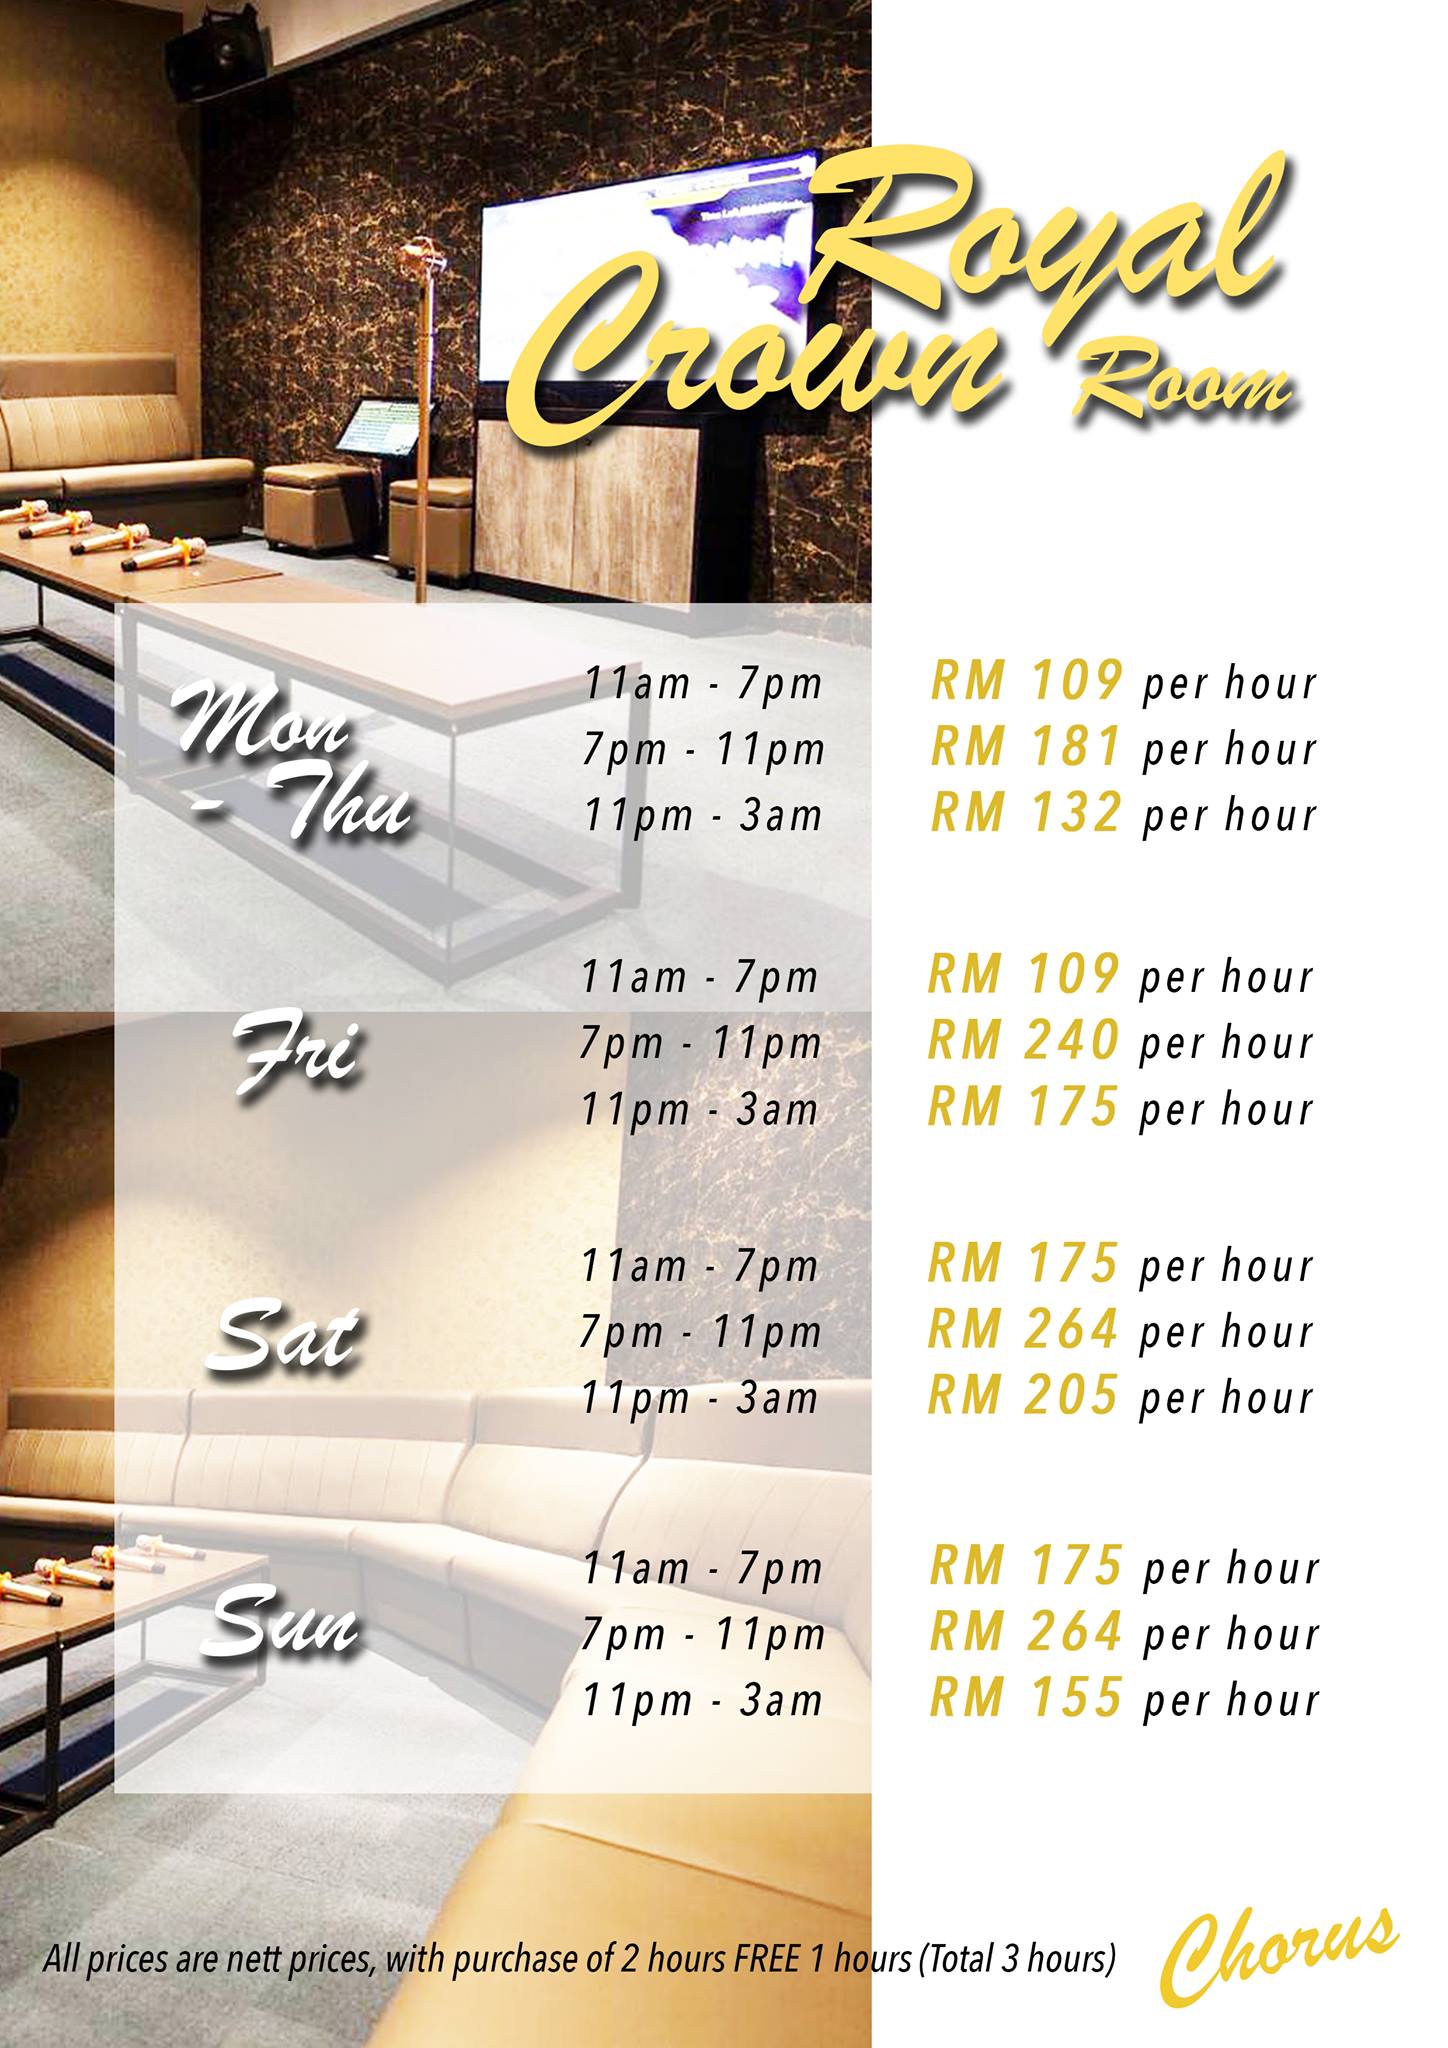 Royal
Crown Room
Mon
- Thu
11am - 7pm RM 109 per hour
7pm - 11pm RM 181 per hour
11pm - 3am RM 132 per hour
Fri
11am - 7pm RM 109 per hour
7pm - 11pm RM 240 per hour
11pm - 3am RM 175 per hour
Sat
11am - 7pm RM 175 per hour
7pm - 11pm RM 264 per hour
11pm - 3am RM 205 per hour
Sun
11am - 7pm RM 175 per hour
7pm - 11pm RM 264 per hour
11pm - 3am RM 155 per hour
All prices are nett prices, with purchase of 2 hours FREE 1 hours (Total 3 hours)
Chorus